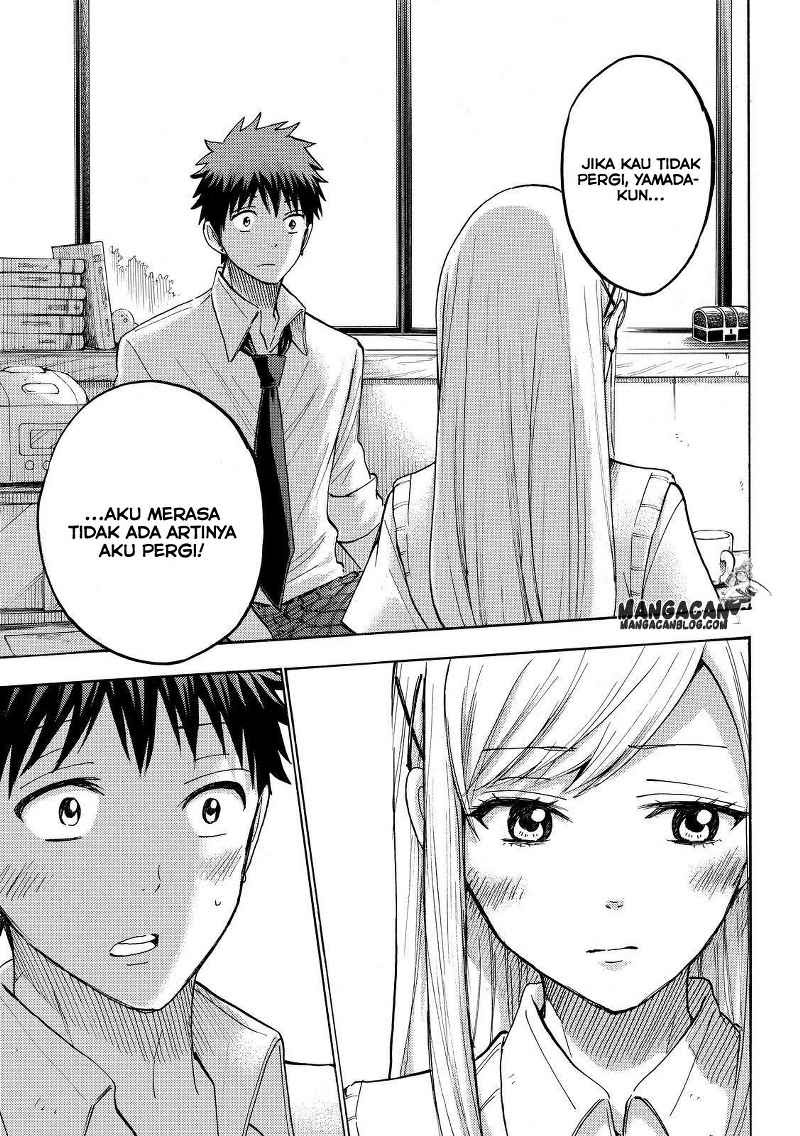 JIKA KAU TIDAK
PERGI, YAMADA-
KUN...
...AKU MERASA
TIDAK ADA ARTINYA
AKU PERGI!
MANGACAN
MANGACANBLOG.COM